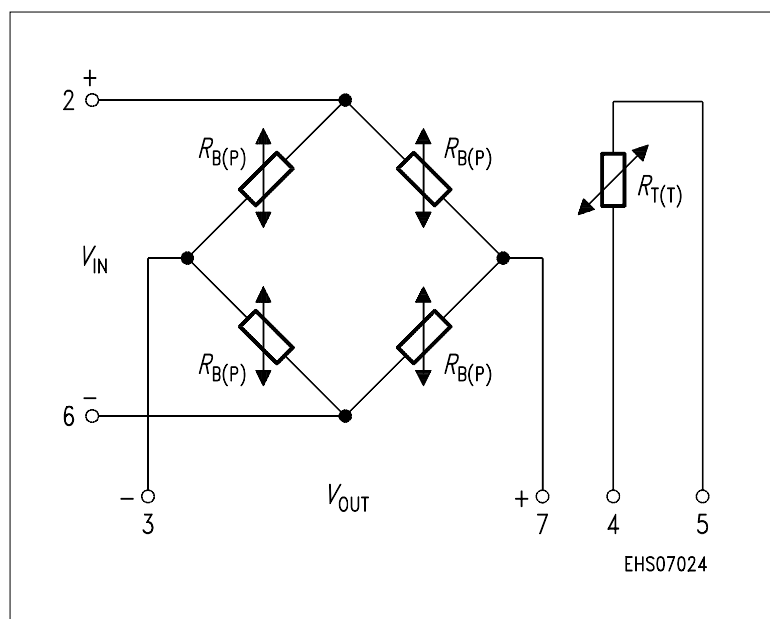 +
2
R_B(P)
R_B(P)
R_T(T)
V_IN
R_B(P)
R_B(P)
6 −
− V_OUT +
3 7 4 5
EHS07024